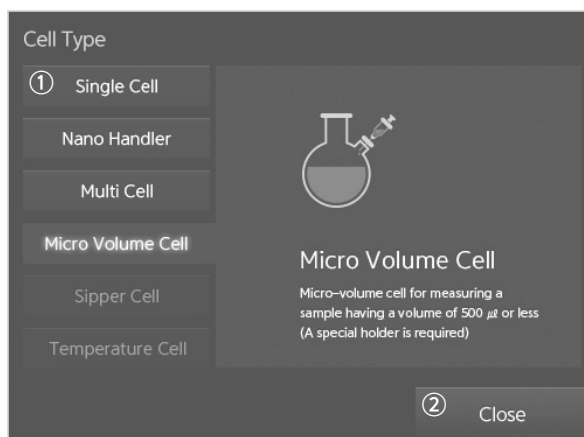 Cell Type
① Single Cell
Nano Handler
Multi Cell
Micro Volume Cell
Sipper Cell
Temperature Cell
Micro Volume Cell
Micro–volume cell for measuring a
sample having a volume of 500 ㎕ or less
(A special holder is required)
② Close